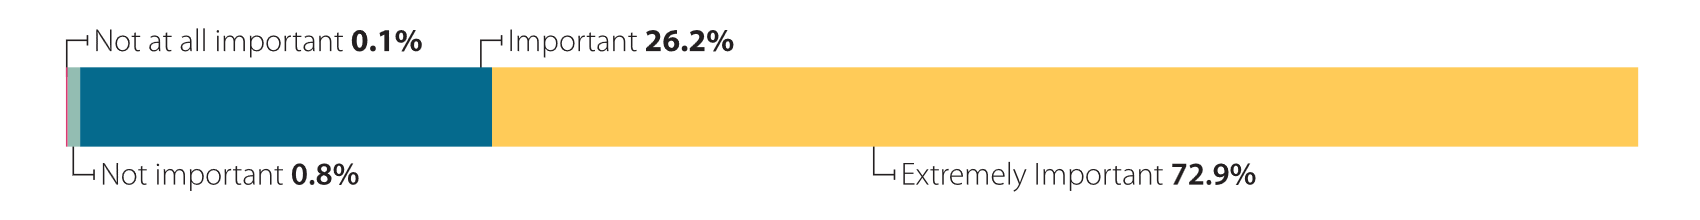 Not at all important 0.1%
Important 26.2%
Not important 0.8%
Extremely Important 72.9%